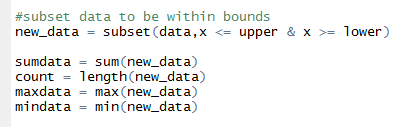 #subset data to be within bounds
new_data = subset(data,x <= upper & x >= lower)
sumdata = sum(new_data)
count = length(new_data)
maxdata = max(new_data)
mindata = min(new_data)